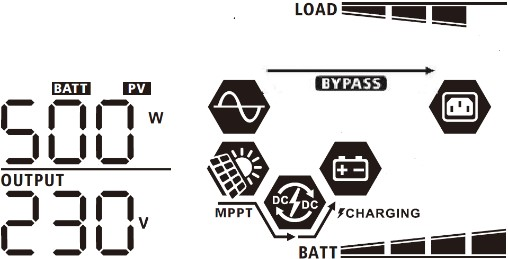 LOAD
BYPASS
BATT PV
500 W
OUTPUT
230 V
+ -
DC DC
MPPT
CHARGING
BATT